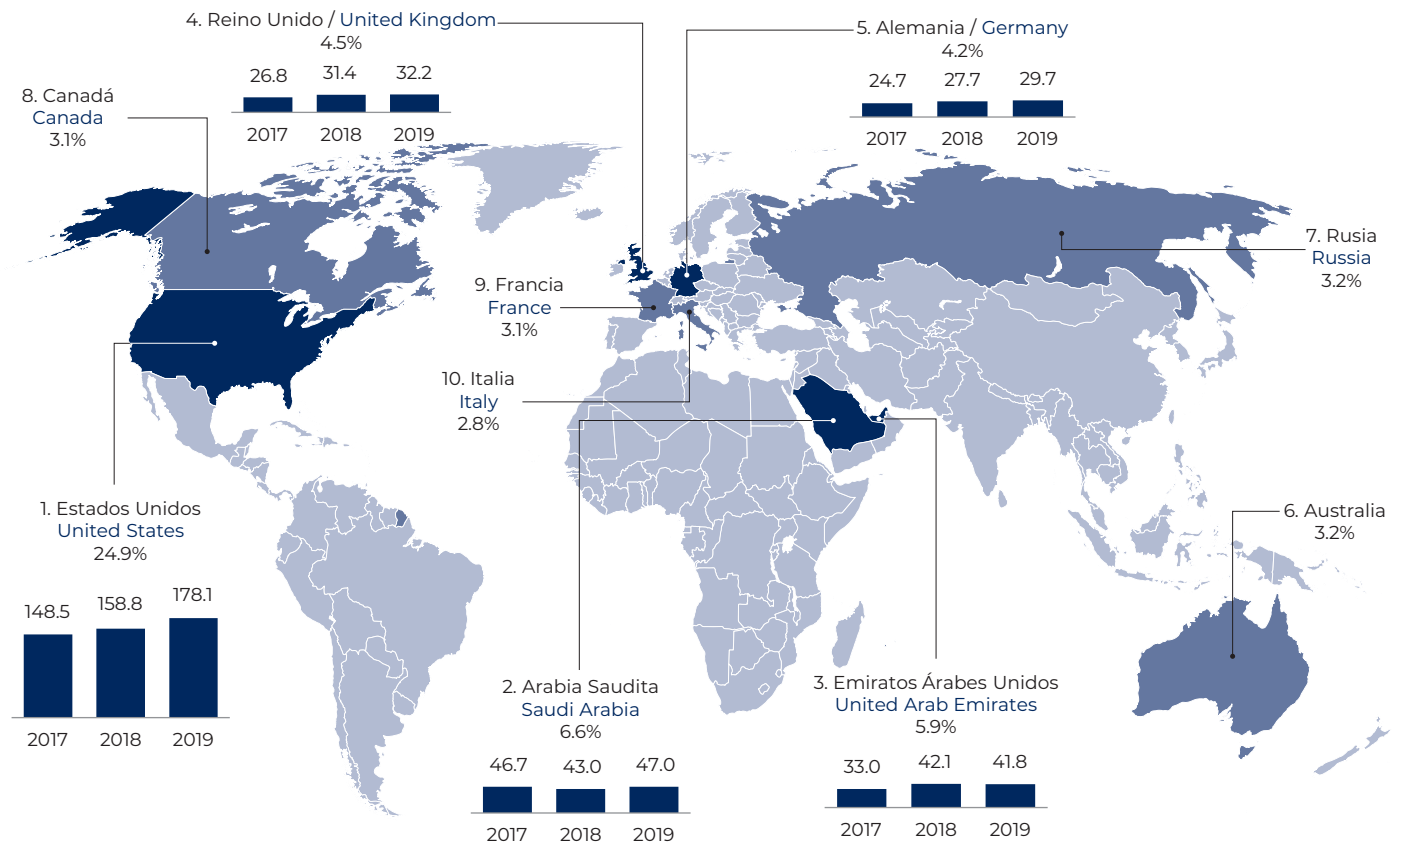 4. Reino Unido / United Kingdom
4.5%
26.8 31.4 32.2
2017 2018 2019
5. Alemania / Germany
4.2%
24.7 27.7 29.7
2017 2018 2019
8. Canadá
Canada
3.1%
7. Rusia
Russia
3.2%
9. Francia
France
3.1%
10. Italia
Italy
2.8%
1. Estados Unidos
United States
24.9%
148.5 158.8 178.1
2017 2018 2019
6. Australia
3.2%
2. Arabia Saudita
Saudi Arabia
6.6%
46.7 43.0 47.0
2017 2018 2019
3. Emiratos Árabes Unidos
United Arab Emirates
5.9%
33.0 42.1 41.8
2017 2018 2019